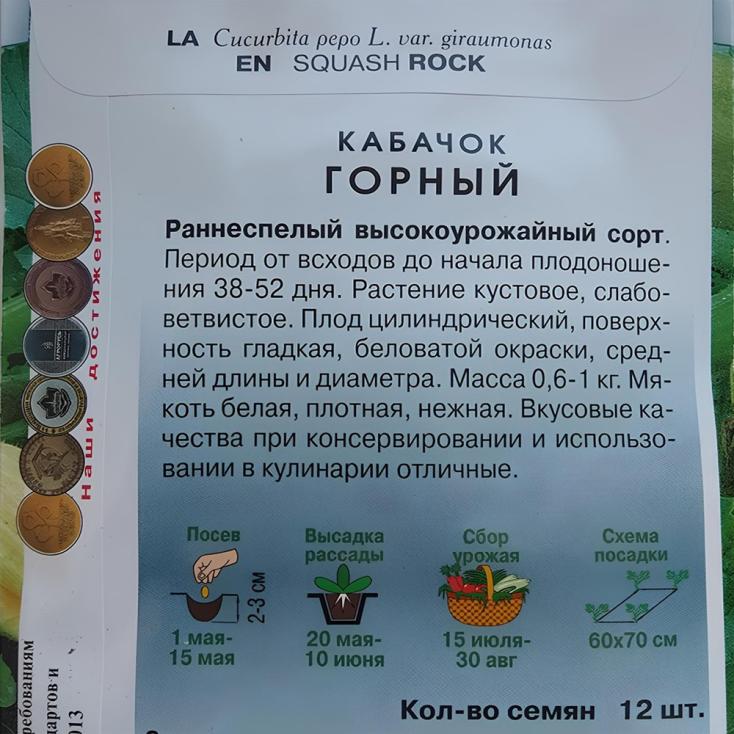 LA Cucurbita pepo L. var. giraumonas
EN SQUASH ROCK
КАБАЧОК
ГОРНЫЙ
Раннеспелый высокоурожайный сорт.
Период от всходов до начала плодоноше-
ния 38-52 дня. Растение кустовое, слабо-
ветвистое. Плод цилиндрический, поверх-
ность гладкая, беловатой окраски, сред-
ней длины и диаметра. Масса 0,6-1 кг. Мя-
коть белая, плотная, нежная. Вкусовые ка-
чества при консервировании и использо-
вании в кулинарии отличные.
Наши достижения
Посев
2-3 см
1 мая-
15 мая
Высадка
рассады
20 мая-
10 июня
Сбор
урожая
15 июля-
30 авг
Схема
посадки
60х70 см
Кол-во семян 12 шт.